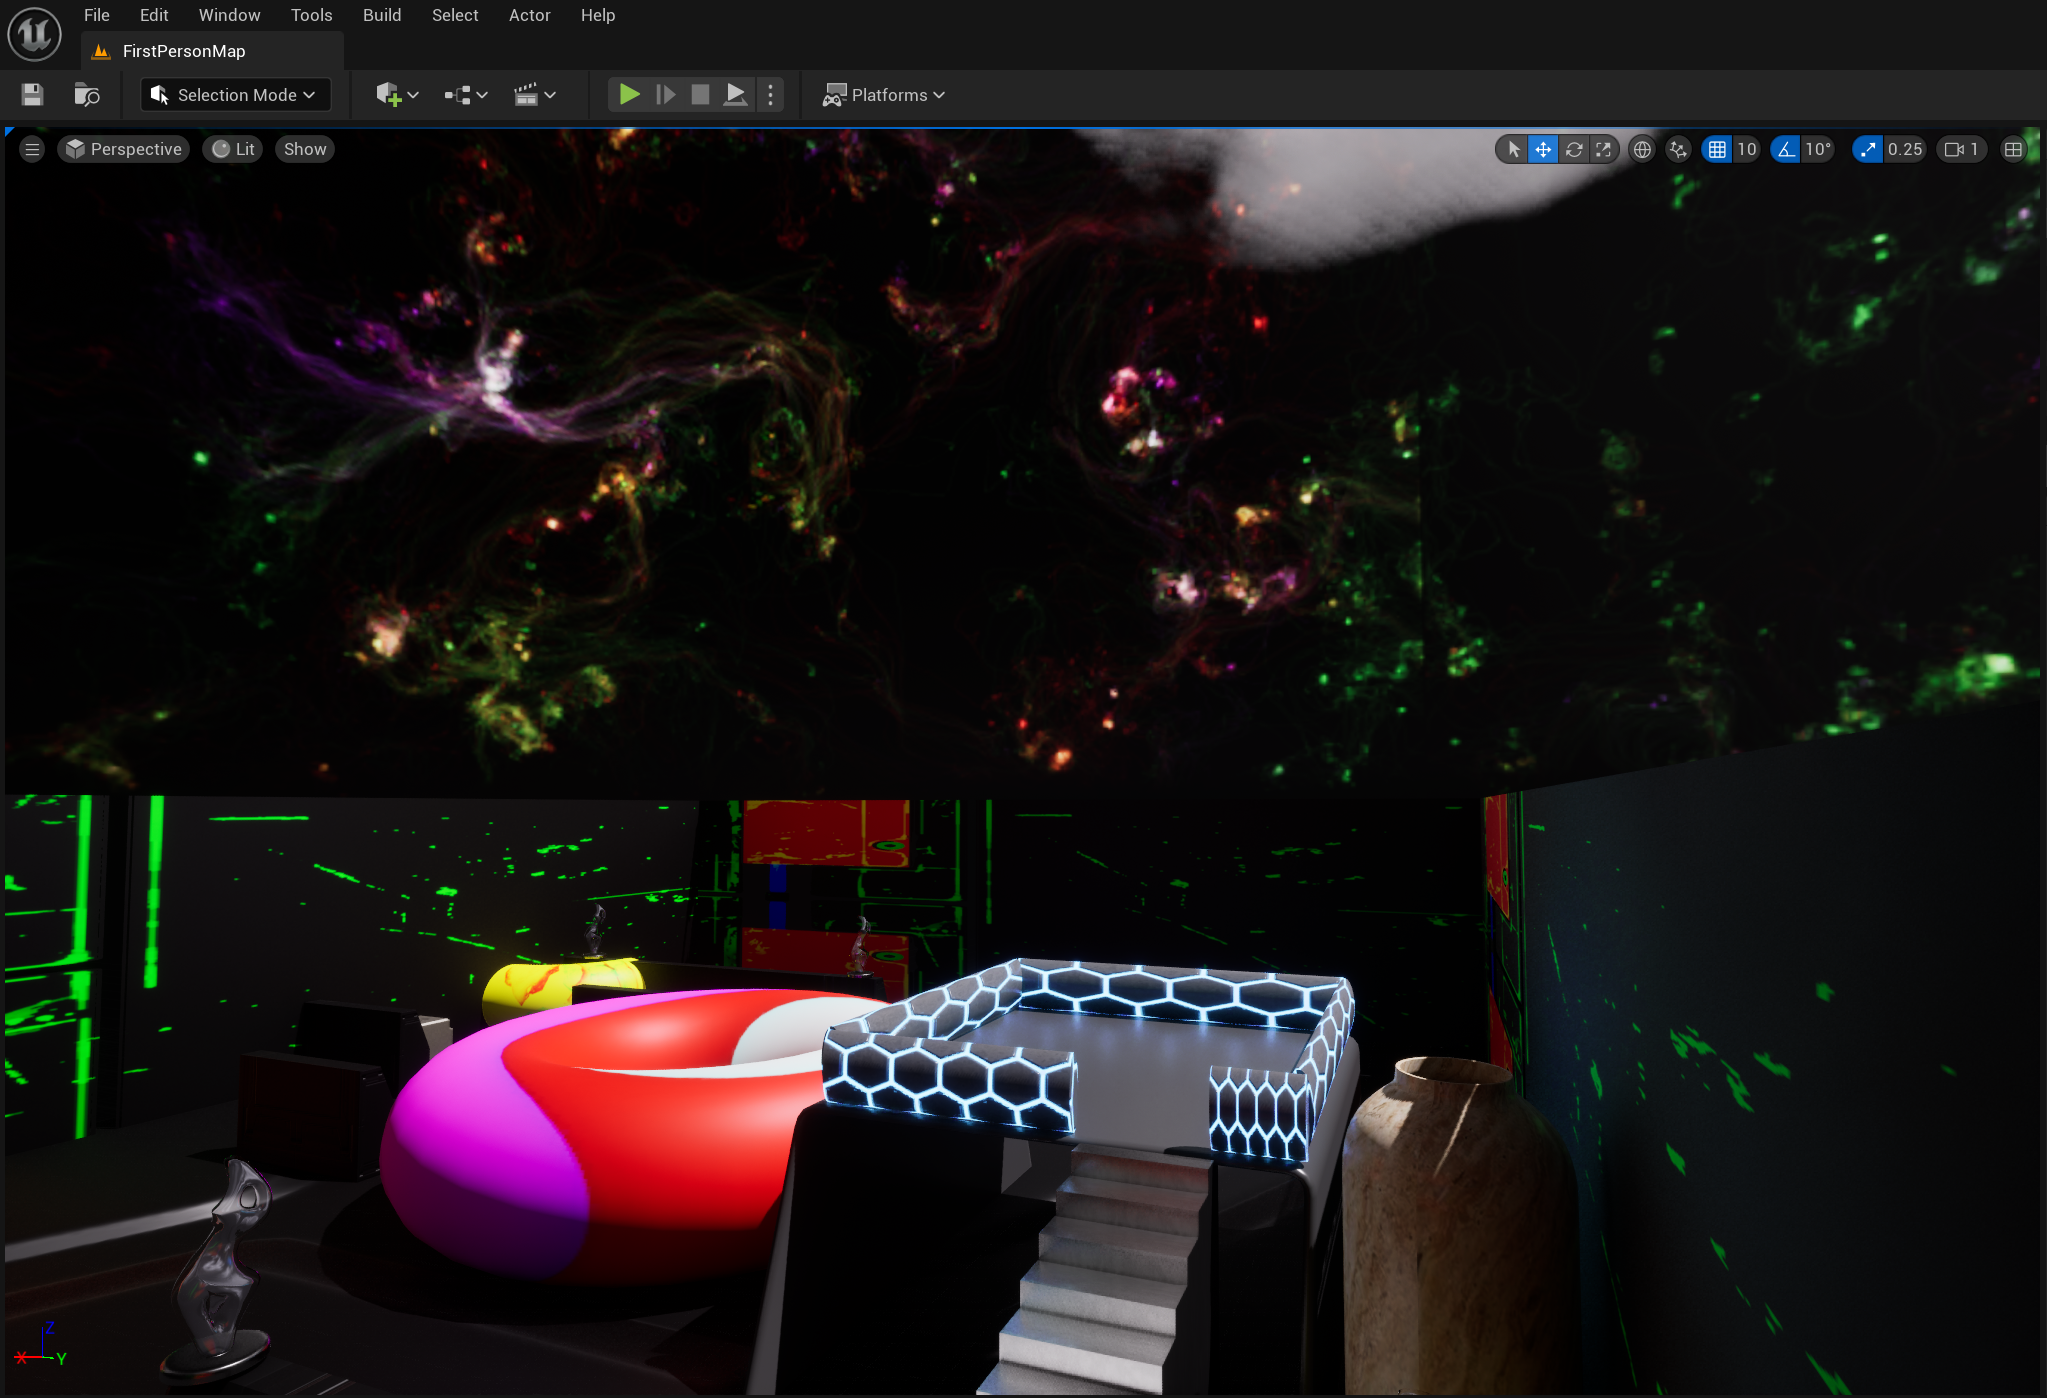 File Edit Window Tools Build Select Actor Help
FirstPersonMap
Selection Mode Platforms
Perspective Lit Show 10 10° 0.25 1
Z
X Y